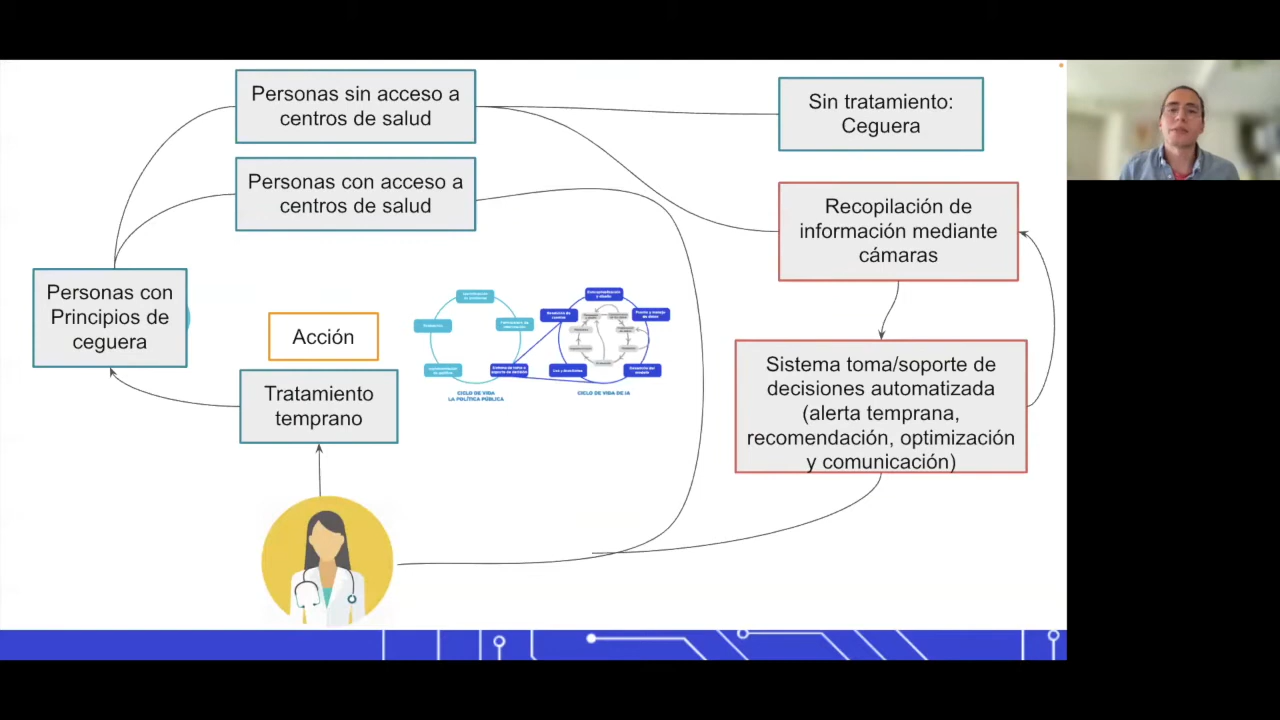 Personas sin acceso a
centros de salud
Sin tratamiento:
Ceguera
Personas con acceso a
centros de salud
Recopilación de
información mediante
cámaras
Personas con
Principios de
ceguera
Acción
Tratamiento
temprano
Sistema toma/soporte de
decisiones automatizada
(alerta temprana,
recomendación, optimización
y comunicación)
CICLO DE VIDA
LA POLÍTICA PÚBLICA
CICLO DE VIDA DE IA